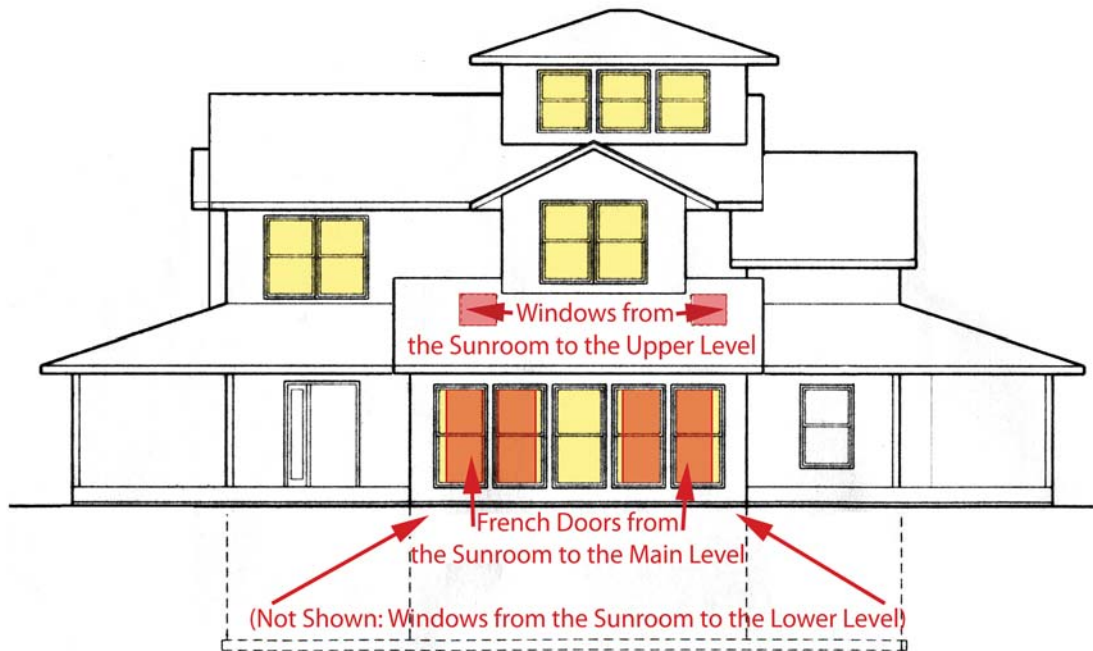 Windows from
the Sunroom to the Upper Level
French Doors from
the Sunroom to the Main Level
(Not Shown: Windows from the Sunroom to the Lower Level)